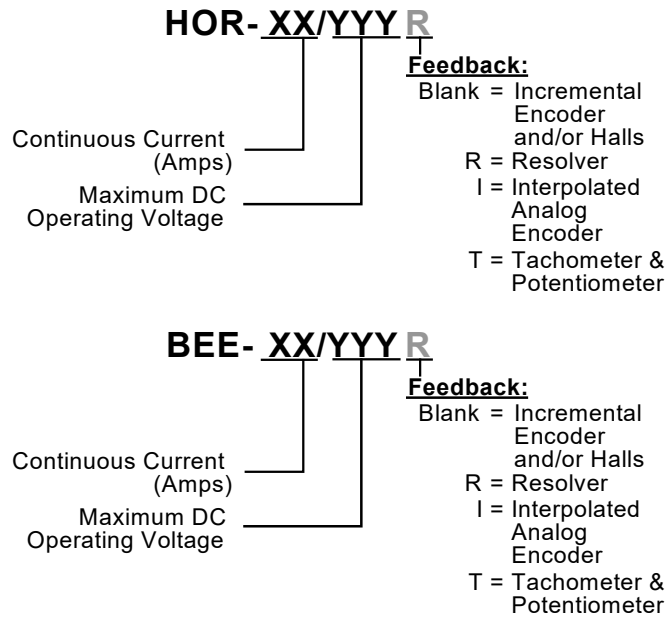 HOR- XX/YYY R
Feedback:
Blank = Incremental
Encoder
and/or Halls
R = Resolver
I = Interpolated
Analog
Encoder
T = Tachometer &
Potentiometer
Continuous Current
(Amps)
Maximum DC
Operating Voltage
BEE- XX/YYY R
Feedback:
Blank = Incremental
Encoder
and/or Halls
R = Resolver
I = Interpolated
Analog
Encoder
T = Tachometer &
Potentiometer
Continuous Current
(Amps)
Maximum DC
Operating Voltage